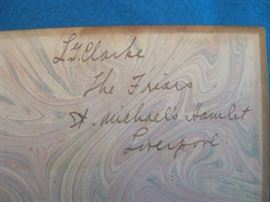 L. G. Clarke
The Friars
St. Michael's Hamlet
Liverpool.